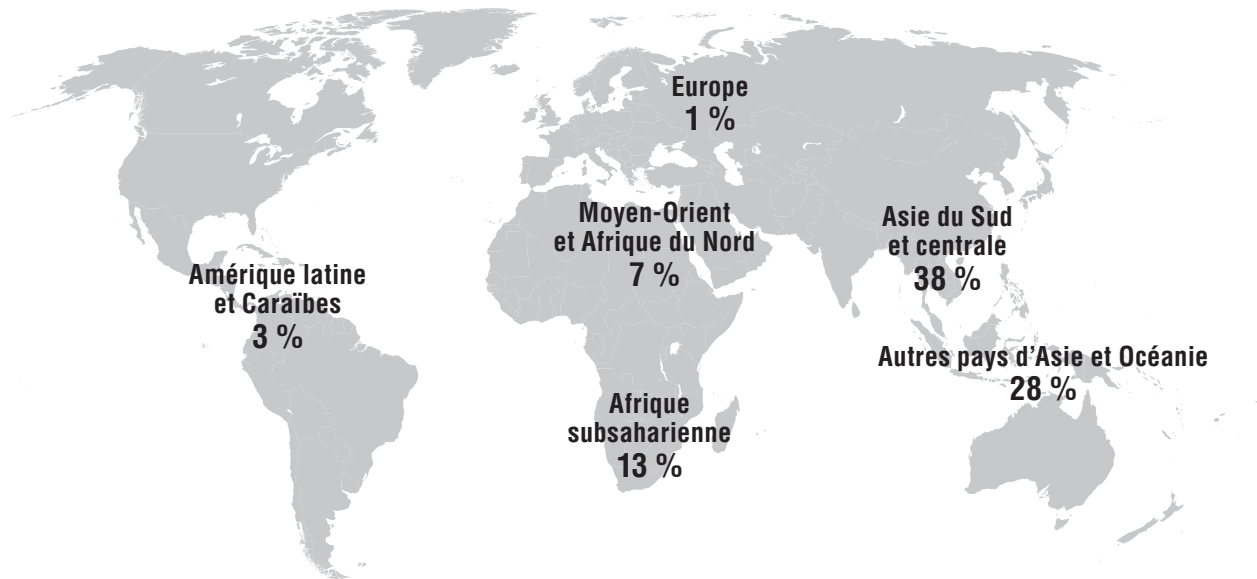 Europe
1 %
Moyen-Orient
et Afrique du Nord
7 %
Asie du Sud
et centrale
38 %
Amérique latine
et Caraïbes
3 %
Autres pays d’Asie et Océanie
28 %
Afrique
subsaharienne
13 %